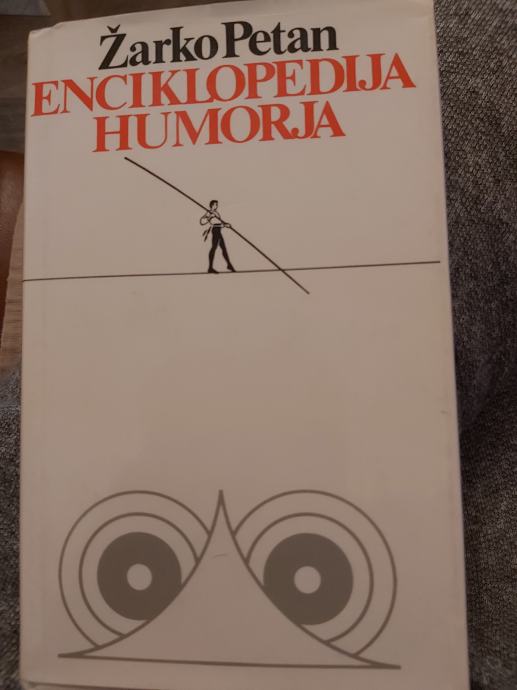 Žarko Petan
ENCIKLOPEDIJA
HUMORJA